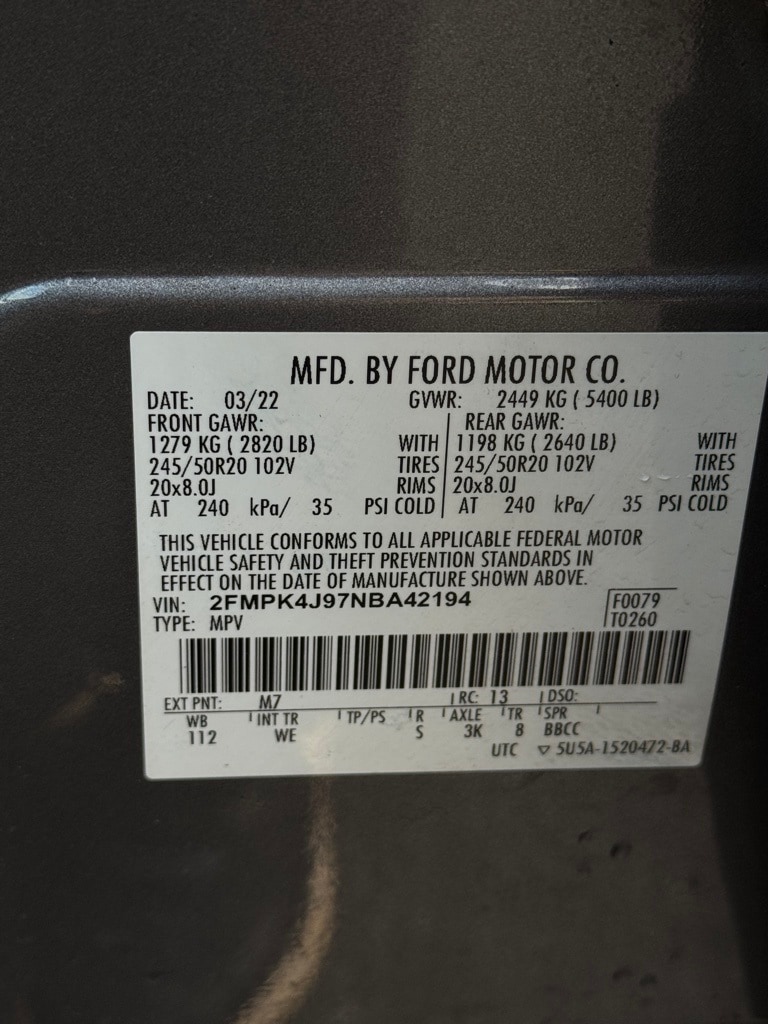 MFD. BY FORD MOTOR CO.
DATE: 03/22 GVWR: 2449 KG ( 5400 LB)
FRONT GAWR: REAR GAWR:
1279 KG ( 2820 LB) WITH 1198 KG ( 2640 LB) WITH
245/50R20 102V TIRES 245/50R20 102V TIRES
20x8.0J RIMS 20x8.0J RIMS
AT 240 kPa/ 35 PSI COLD AT 240 kPa/ 35 PSI COLD
THIS VEHICLE CONFORMS TO ALL APPLICABLE FEDERAL MOTOR
VEHICLE SAFETY AND THEFT PREVENTION STANDARDS IN
EFFECT ON THE DATE OF MANUFACTURE SHOWN ABOVE.
VIN: 2FMPK4J97NBA42194 F0079
TYPE: MPV T0260
EXT PNT: M7 RC: 13 DSO:
WB INT TR TP/PS R AXLE TR SPR
112 WE S 3K 8 BBCC
UTC ▽ 5U5A-1520472-BA